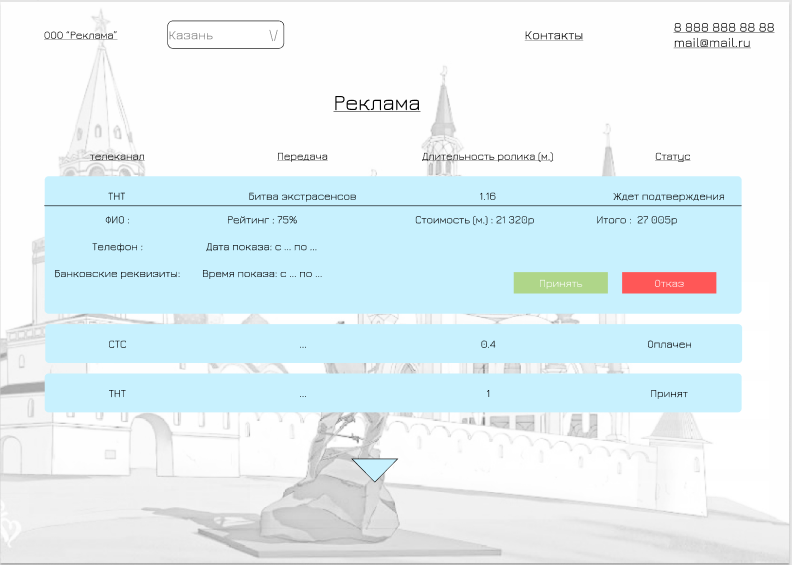 ООО "Реклама"
Казань \/
Контакты
8 888 888 88 88
mail@mail.ru
Реклама
телеканал Передача Длительность ролика (м.) Статус
ТНТ битва экстрасенсов 1.16 Ждет подтверждения
ФИО : Рейтинг : 75% Стоимость (м.) : 21 320р Итого : 27 005р
Телефон : Дата показа: с ... по ...
Банковские реквизиты: Время показа: с ... по ...
Принять Отказ
СТС ... 0.4 Оплачен
ТНТ ... 1 Принят